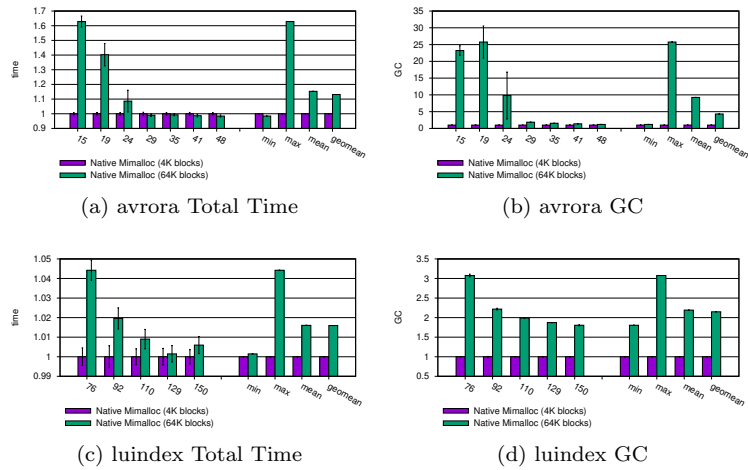 1.7
1.6
1.5
1.4
1.3
1.2
1.1
1
0.9
time
15 19 24 29 35 41 48 min max mean geomean
Native Mimalloc (4K blocks)
Native Mimalloc (64K blocks)
(a) avrora Total Time
35
30
25
20
15
10
5
0
GC
15 19 24 29 35 41 48 min max mean geomean
Native Mimalloc (4K blocks)
Native Mimalloc (64K blocks)
(b) avrora GC
1.05
1.04
1.03
1.02
1.01
1
0.99
time
76 92 110 129 150 min max mean geomean
Native Mimalloc (4K blocks)
Native Mimalloc (64K blocks)
(c) luindex Total Time
3.5
3
2.5
2
1.5
1
0.5
GC
76 92 110 129 150 min max mean geomean
Native Mimalloc (4K blocks)
Native Mimalloc (64K blocks)
(d) luindex GC